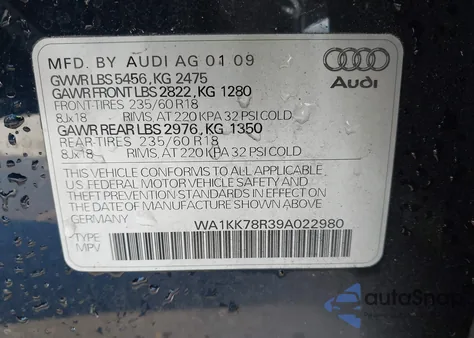 MFD. BY AUDI AG 01 09
GVWR LBS 5456, KG 2475
GAWR FRONT LBS 2822, KG 1280
FRONT-TIRES 235/60 R18
8Jx18 RIMS, AT 220 KPA 32 PSI COLD
GAWR REAR LBS 2976, KG 1350
REAR-TIRES 235/60 R18
8Jx18 RIMS, AT 220 KPA 32 PSI COLD
Audi
THIS VEHICLE CONFORMS TO ALL APPLICABLE
U.S FEDERAL MOTOR VEHICLE SAFETY, AND
THEFT PREVENTION STANDARDS IN EFFECT ON
THE DATE OF MANUFACTURE SHOWN ABOVE.
GERMANY
WA1KK78R39A022980
TYPE
MPV
autoSnap